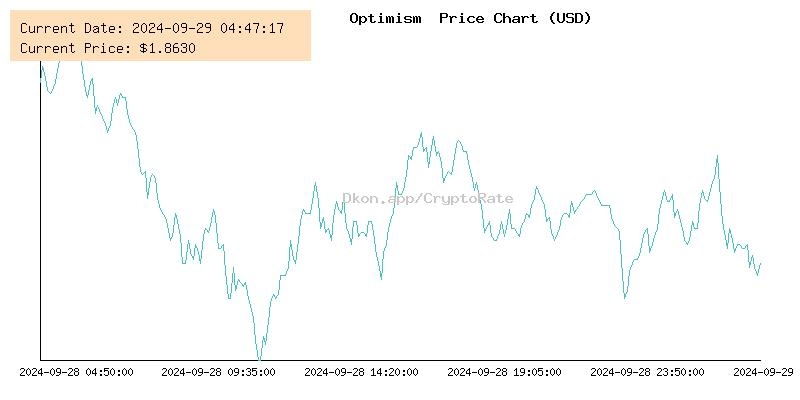 Optimism  Price Chart (USD)
Current Date: 2024-09-29 04:47:17
Current Price: $1.8630
Dkon.app/CryptoRate
2024-09-28 04:50:00 2024-09-28 09:35:00 2024-09-28 14:20:00 2024-09-28 19:05:00 2024-09-28 23:50:00 2024-09-29